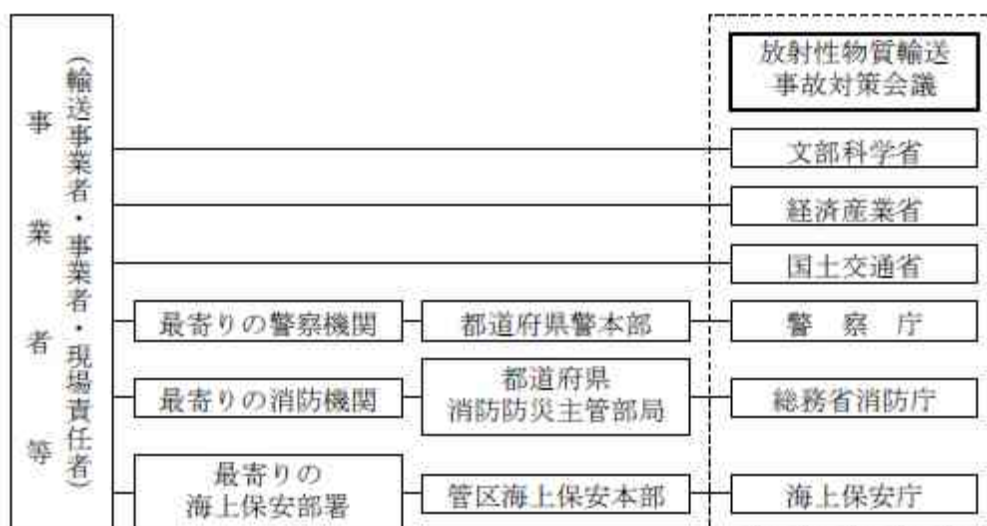 事業者等
（輸送事業者・事業者・現場責任者）
放射性物質輸送
事故対策会議
文部科学省
経済産業省
国土交通省
最寄りの警察機関
都道府県警本部
警察庁
最寄りの消防機関
都道府県
消防防災主管部局
総務省消防庁
最寄りの
海上保安部署
管区海上保安本部
海上保安庁